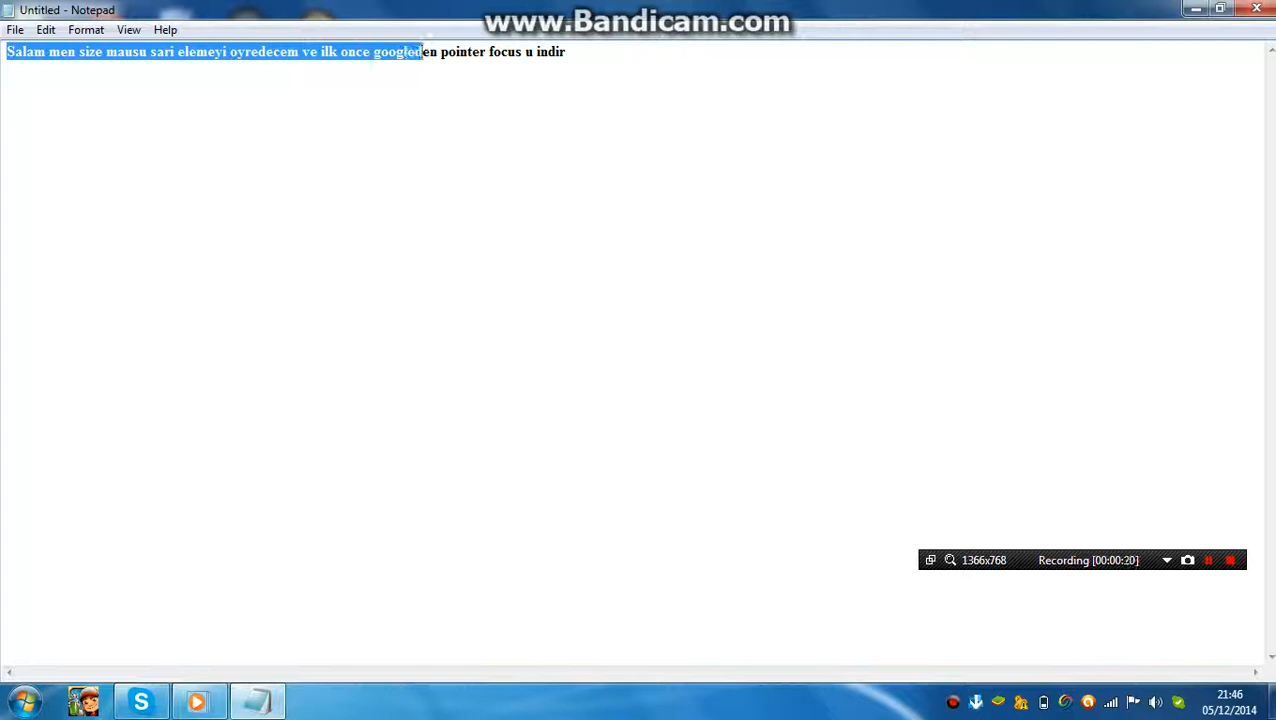 www.Bandicam.com
Untitled - Notepad
File Edit Format View Help
Salam men size mausu sari elemeyi oyredecem ve ilk once googleden pointer focus u indir
1366x768 Recording [00:00:20]
21:46
05/12/2014